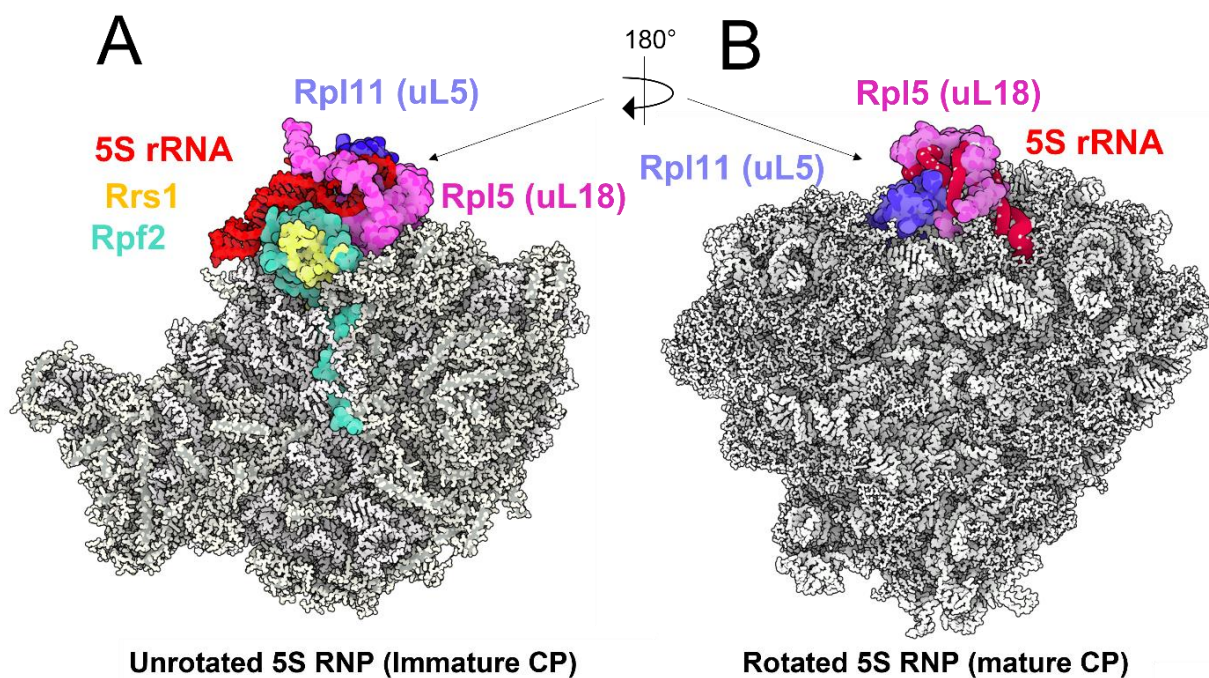 A
180°
B
Rpl11 (uL5)
Rpl5 (uL18)
5S rRNA
5S rRNA
Rpl11 (uL5)
Rrs1
Rpl5 (uL18)
Rpf2
Unrotated 5S RNP (Immature CP)
Rotated 5S RNP (mature CP)